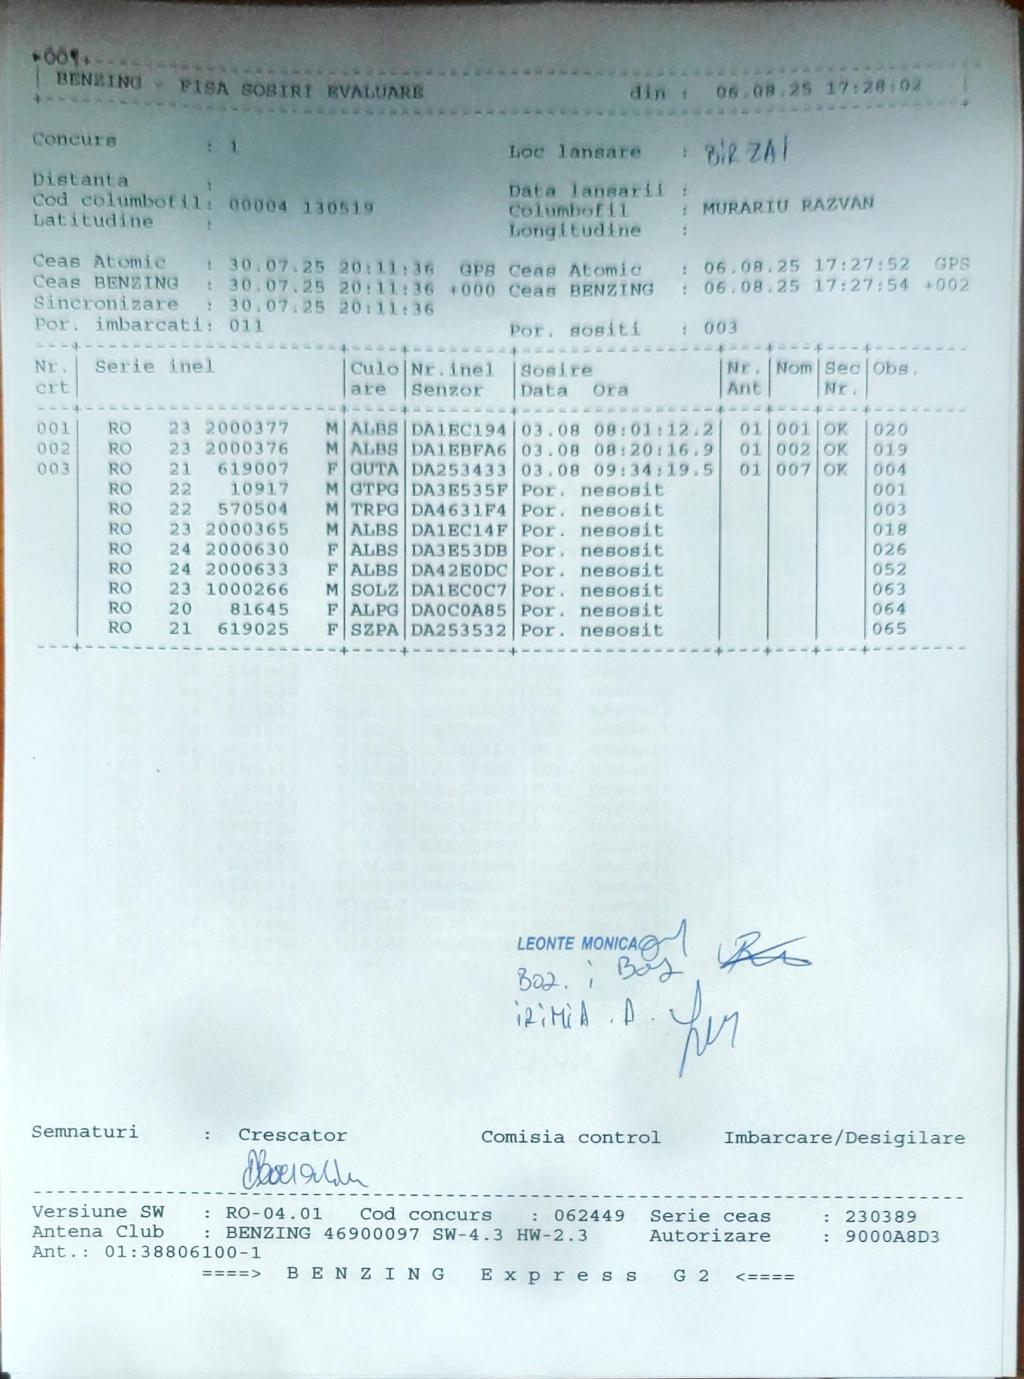 ►ÓÓ¶+
BENZING - FISA SOSIRI EVALUARE din : 06.08.25 17:28:02
Concurs : 1 Loc lansare : BIRZAI
Distanta : Data lansarii :
Cod columbofil: 00004 130519 Columbofil : MURARIU RAZVAN
Latitudine : Longitudine :
Ceas Atomic : 30.07.25 20:11:36 GPS Ceas Atomic : 06.08.25 17:27:52 GPS
Ceas BENZING : 30.07.25 20:11:36 +000 Ceas BENZING : 06.08.25 17:27:54 +002
Sincronizare : 30.07.25 20:11:36
Por. imbarcati: 011 Por. sositi : 003
Nr. Serie inel Culo Nr.inel Sosire Nr. Nom Sec Obs.
crt are Senzor Data Ora Ant Nr.
001 RO 23 2000377 M ALBS DA1EC194 03.08 08:01:12.2 01 001 OK 020
002 RO 23 2000376 M ALBS DA1EBFA6 03.08 08:20:16.9 01 002 OK 019
003 RO 21 619007 F GUTA DA253433 03.08 09:34:19.5 01 007 OK 004
RO 22 10917 M GTPG DA3E535F Por. nesosit 001
RO 22 570504 M TRPG DA4631F4 Por. nesosit 003
RO 23 2000365 M ALBS DA1EC14F Por. nesosit 018
RO 24 2000630 F ALBS DA3E53DB Por. nesosit 026
RO 24 2000633 F ALBS DA42E0DC Por. nesosit 052
RO 23 1000266 M SOLZ DA1EC0C7 Por. nesosit 063
RO 20 81645 F ALPG DA0C0A85 Por. nesosit 064
RO 21 619025 F SZPA DA253532 Por. nesosit 065
LEONTE MONICA
Boz. i Boz
iRiMiA . A.
Semnaturi : Crescator Comisia control Imbarcare/Desigilare
Versiune SW : RO-04.01 Cod concurs : 062449 Serie ceas : 230389
Antena Club : BENZING 46900097 SW-4.3 HW-2.3 Autorizare : 9000A8D3
Ant.: 01:38806100-1
====> B E N Z I N G E x p r e s s G 2 <====